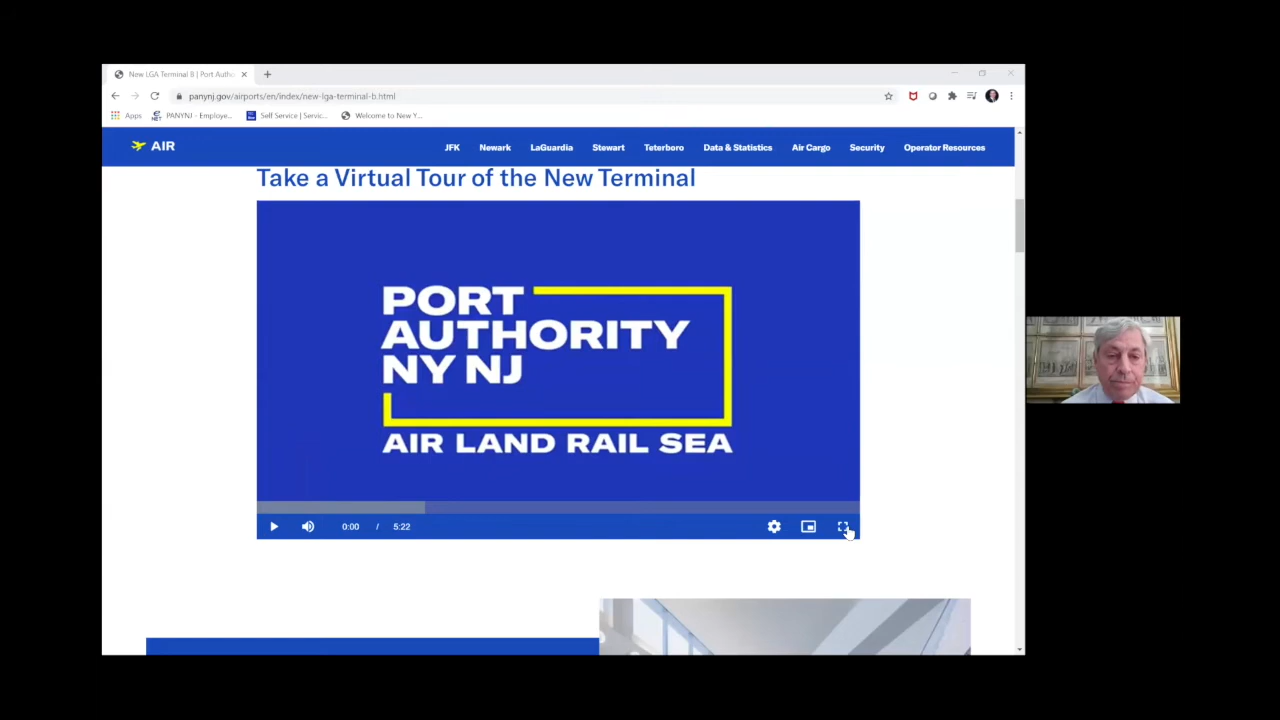 New LGA Terminal B | Port Autho
panynj.gov/airports/en/index/new-lga-terminal-b.html
Apps PANYNJ - Employe... Self Service | Servic... Welcome to New Y...
AIR JFK Newark LaGuardia Stewart Teterboro Data & Statistics Air Cargo Security Operator Resources
Take a Virtual Tour of the New Terminal
PORT
AUTHORITY
NY NJ
AIR LAND RAIL SEA
0:00 / 5:22